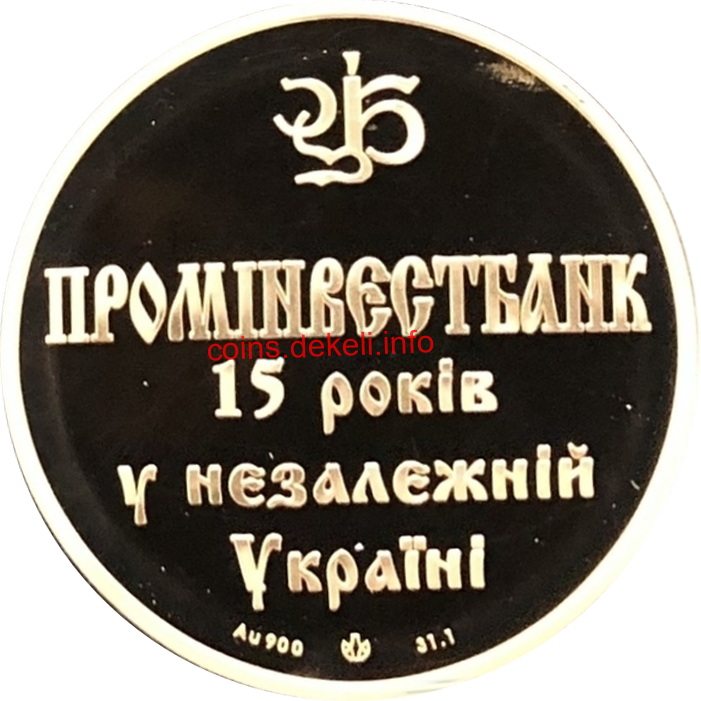 ПРОМІНВЕСТБАНК
coins.dekeli.info
15 років
у незалежній
Україні
Au 900 31.1